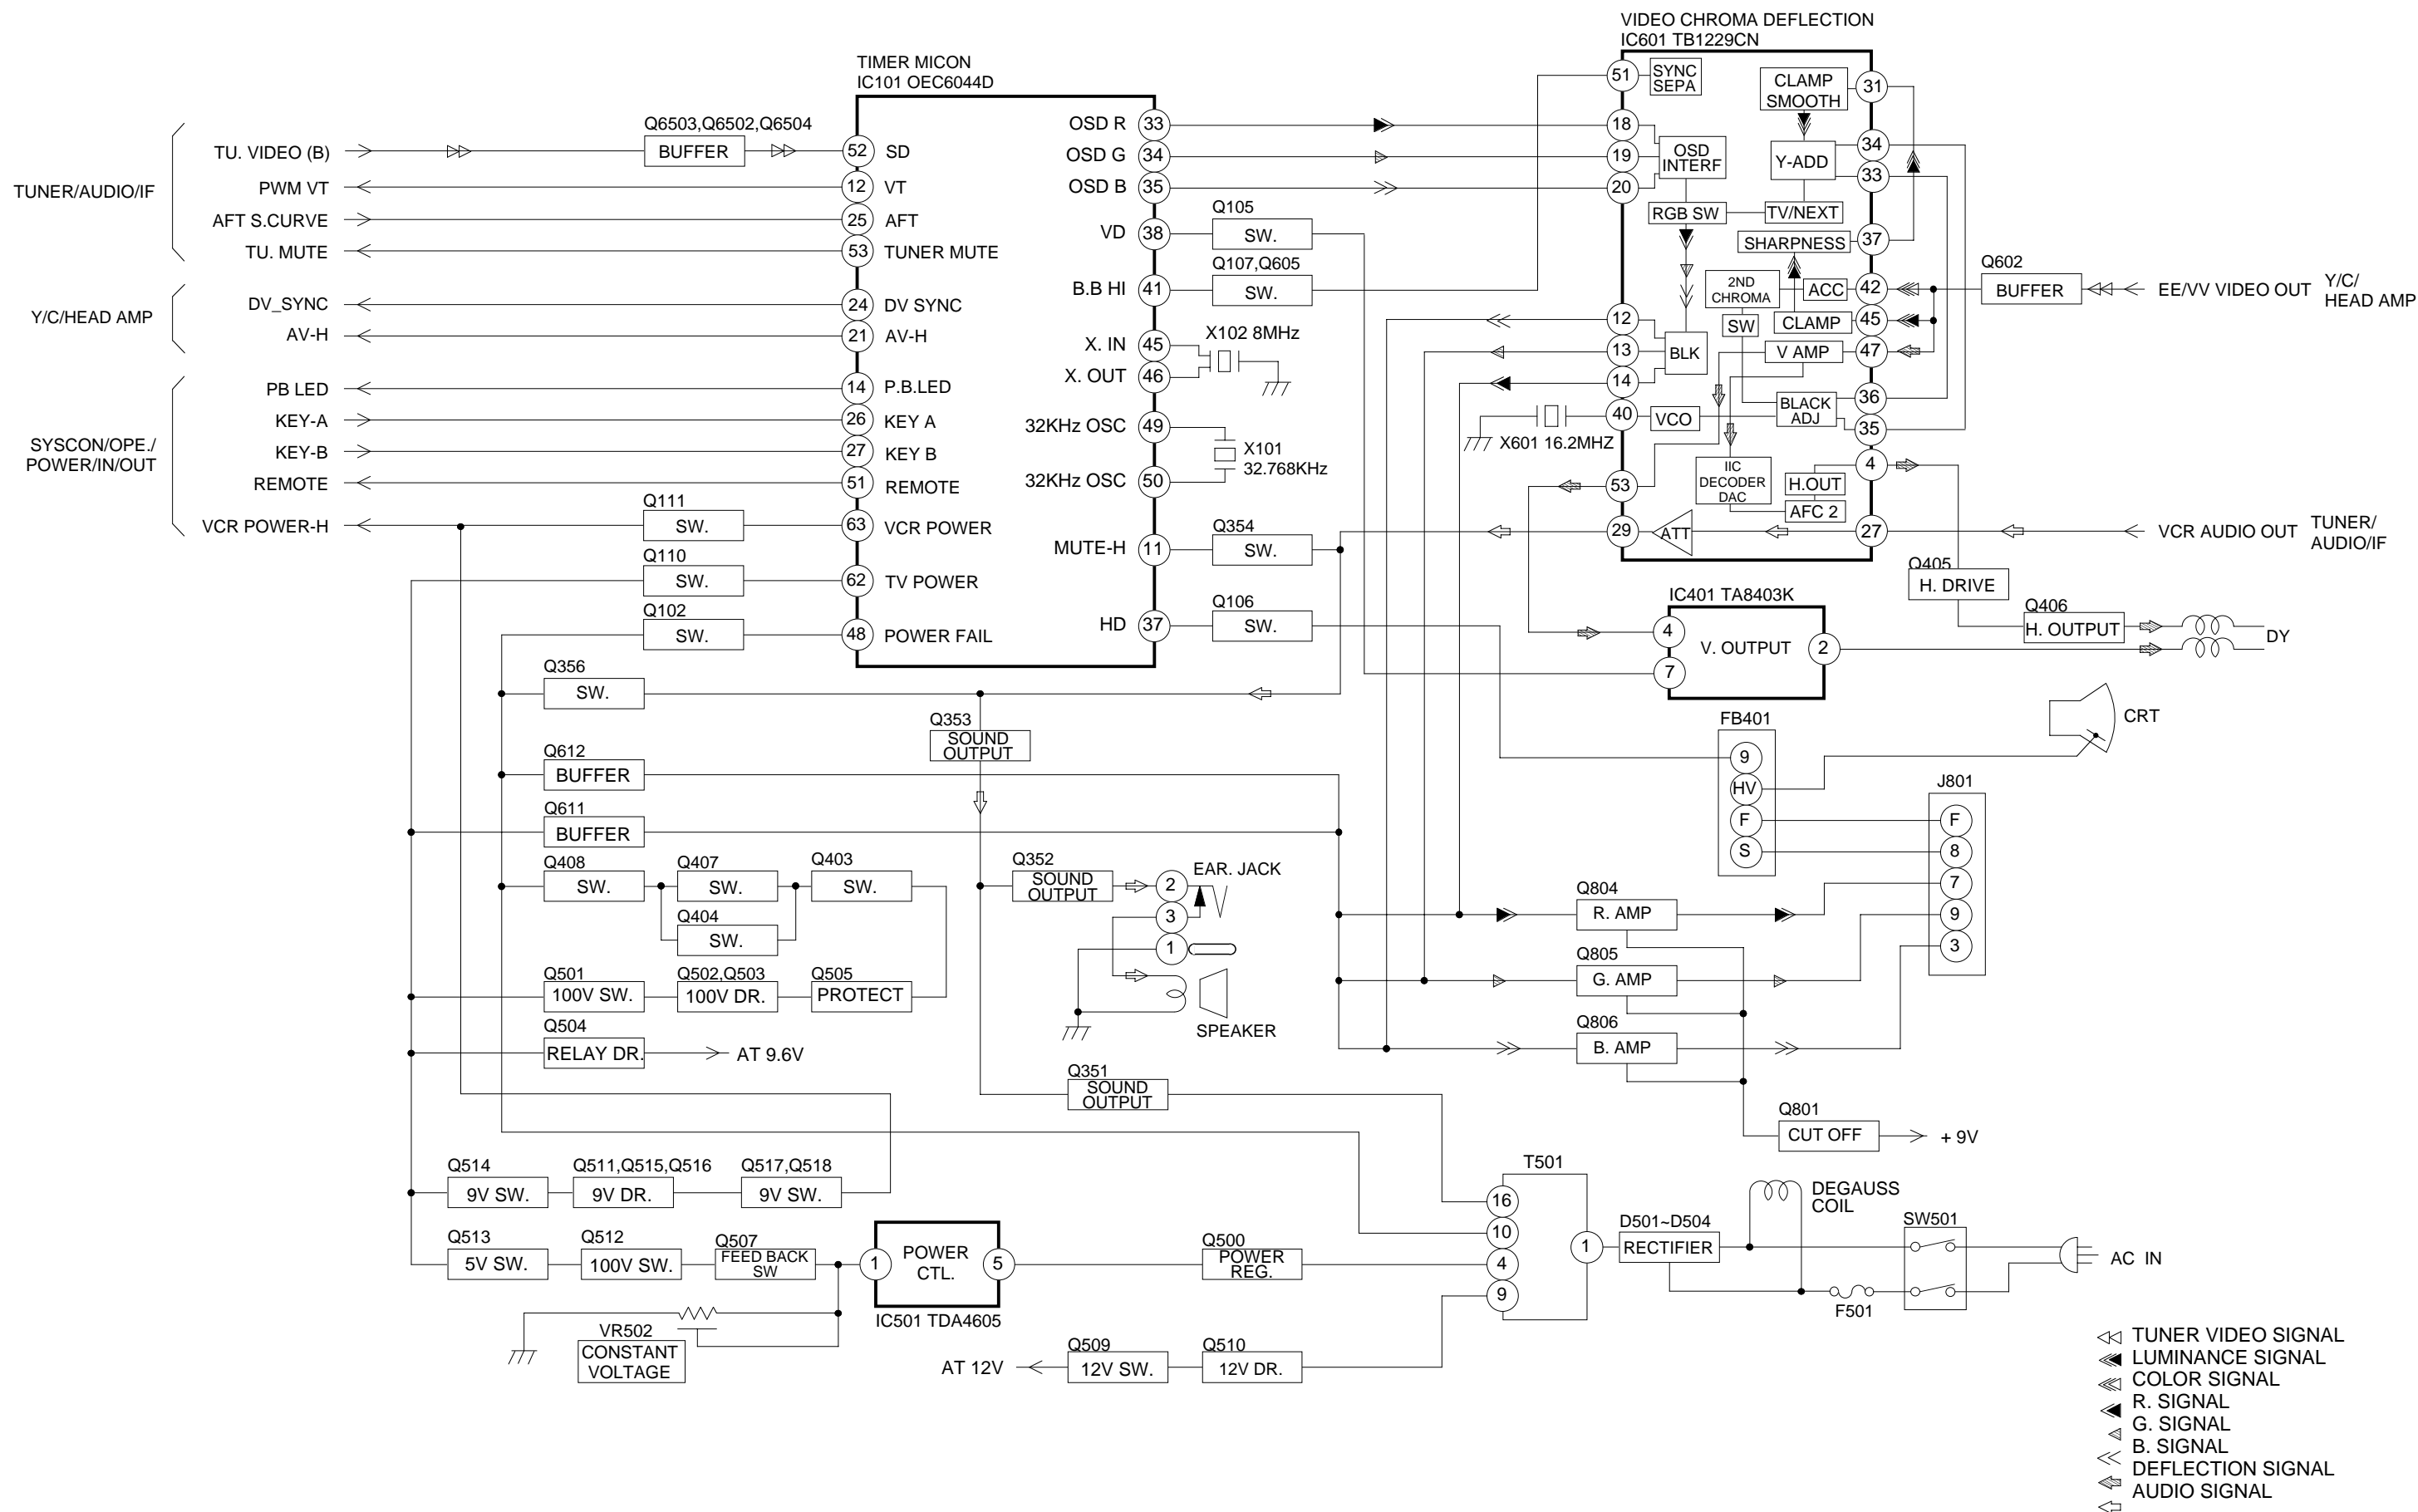 VIDEO CHROMA DEFLECTION
IC601 TB1229CN
TIMER MICON
IC101 OEC6044D
TUNER/AUDIO/IF
TU. VIDEO (B)
Q6503,Q6502,Q6504
BUFFER
52 SD
PWM VT
12 VT
AFT S.CURVE
25 AFT
TU. MUTE
53 TUNER MUTE
Y/C/HEAD AMP
DV_SYNC
24 DV SYNC
AV-H
21 AV-H
SYSCON/OPE./
POWER/IN/OUT
PB LED
14 P.B.LED
KEY-A
26 KEY A
KEY-B
27 KEY B
REMOTE
51 REMOTE
VCR POWER-H
Q111
SW.
63 VCR POWER
Q110
SW.
62 TV POWER
Q102
SW.
48 POWER FAIL
OSD R 33
OSD G 34
OSD B 35
VD 38
Q105
SW.
B.B HI 41
Q107,Q605
SW.
X. IN 45
X. OUT 46
X102 8MHz
32KHz OSC 49
32KHz OSC 50
X101
32.768KHz
MUTE-H 11
Q354
SW.
HD 37
Q106
SW.
51
SYNC
SEPA
18
19
20
OSD
INTERF
RGB SW
TV/NEXT
CLAMP
SMOOTH
31
Y-ADD
34
33
SHARPNESS
37
2ND
CHROMA
ACC
42
SW
CLAMP
45
V AMP
47
12
13
14
BLK
40
VCO
X601 16.2MHZ
BLACK
ADJ
36
35
IIC
DECODER
DAC
H.OUT
AFC 2
4
53
29
ATT
27
Q602
BUFFER
EE/VV VIDEO OUT
Y/C/
HEAD AMP
VCR AUDIO OUT
TUNER/
AUDIO/IF
Q405
H. DRIVE
Q406
H. OUTPUT
DY
IC401 TA8403K
4
7
V. OUTPUT
2
CRT
FB401
9
HV
F
S
J801
F
8
7
9
3
Q356
SW.
Q353
SOUND
OUTPUT
Q612
BUFFER
Q611
BUFFER
Q408
SW.
Q407
SW.
Q403
SW.
Q404
SW.
Q501
100V SW.
Q502,Q503
100V DR.
Q505
PROTECT
Q504
RELAY DR.
AT 9.6V
Q352
SOUND
OUTPUT
EAR. JACK
2
3
1
SPEAKER
Q351
SOUND
OUTPUT
Q804
R. AMP
Q805
G. AMP
Q806
B. AMP
Q801
CUT OFF
+ 9V
Q514
9V SW.
Q511,Q515,Q516
9V DR.
Q517,Q518
9V SW.
Q513
5V SW.
Q512
100V SW.
Q507
FEED BACK
SW
1
POWER
CTL.
5
IC501 TDA4605
VR502
CONSTANT
VOLTAGE
Q500
POWER
REG.
T501
16
10
4
9
1
AT 12V
Q509
12V SW.
Q510
12V DR.
D501~D504
RECTIFIER
DEGAUSS
COIL
SW501
F501
AC IN
TUNER VIDEO SIGNAL
LUMINANCE SIGNAL
COLOR SIGNAL
R. SIGNAL
G. SIGNAL
B. SIGNAL
DEFLECTION SIGNAL
AUDIO SIGNAL